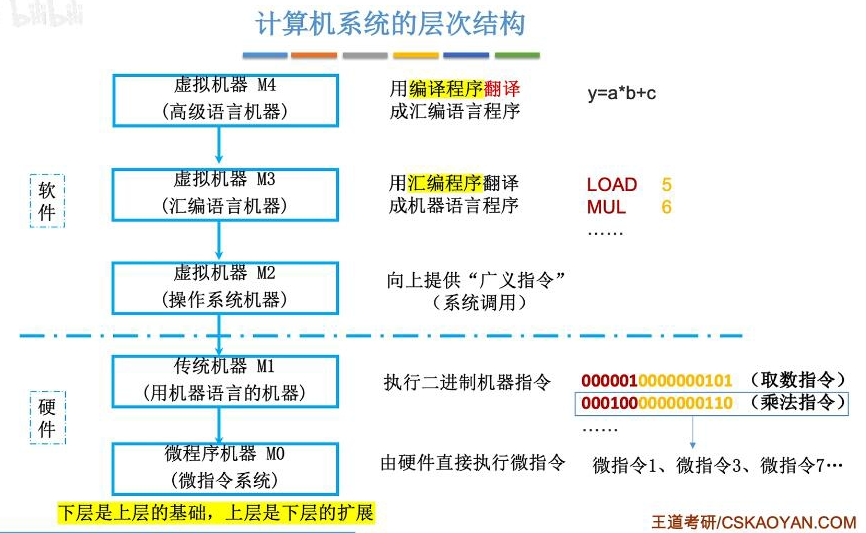 bilibili
计算机系统的层次结构
虚拟机器 M4
(高级语言机器)
用编译程序翻译
成汇编语言程序
y=a*b+c
软
件
虚拟机器 M3
(汇编语言机器)
用汇编程序翻译
成机器语言程序
LOAD 5
MUL 6
……
虚拟机器 M2
(操作系统机器)
向上提供“广义指令”
(系统调用)
硬
件
传统机器 M1
(用机器语言的机器)
执行二进制机器指令
0000010000000101 (取数指令)
0001000000000110 (乘法指令)
……
微程序机器 M0
(微指令系统)
由硬件直接执行微指令
微指令1、微指令3、微指令7…
下层是上层的基础，上层是下层的扩展
王道考研/CSKAOYAN.COM